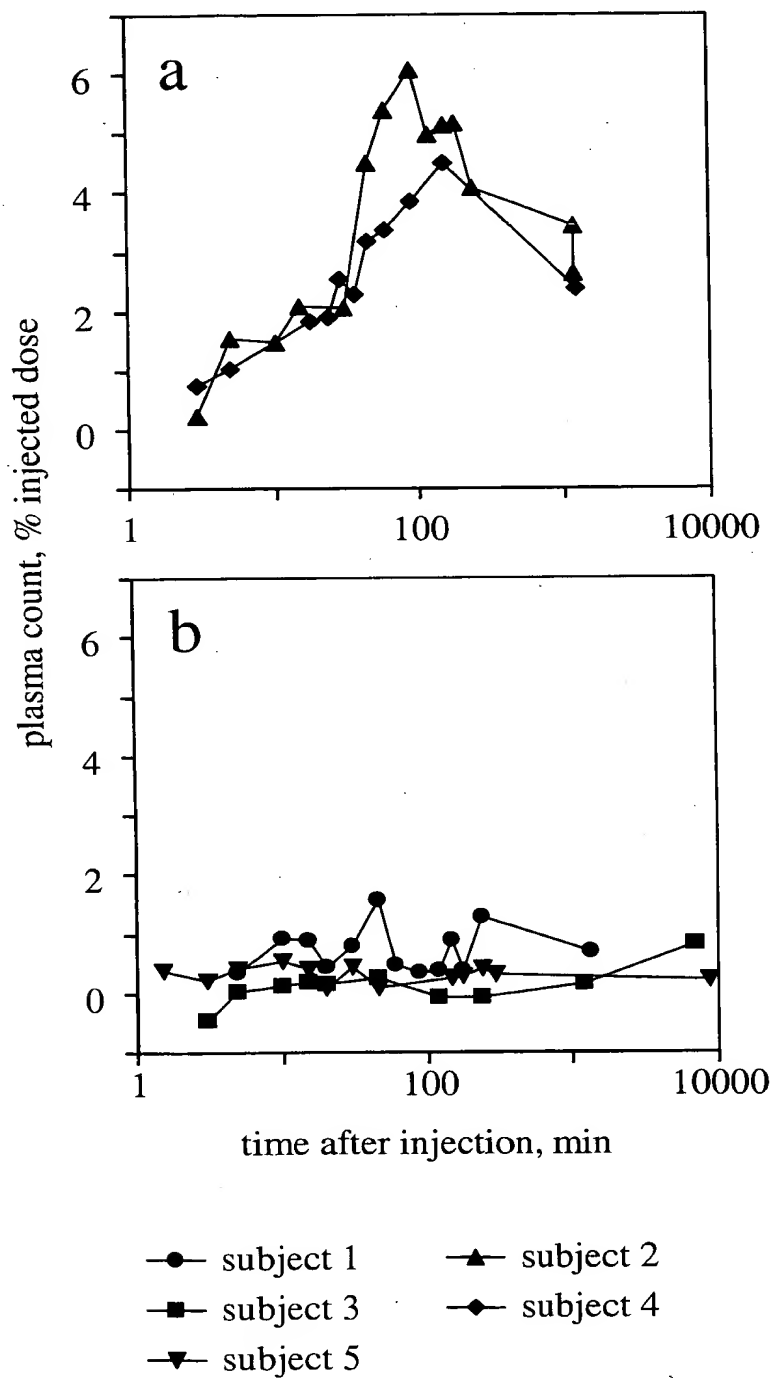 a
6
4
2
0
1
100
10000
plasma count, % injected dose
b
6
4
2
0
1
100
10000
time after injection, min
subject 1
subject 2
subject 3
subject 4
subject 5